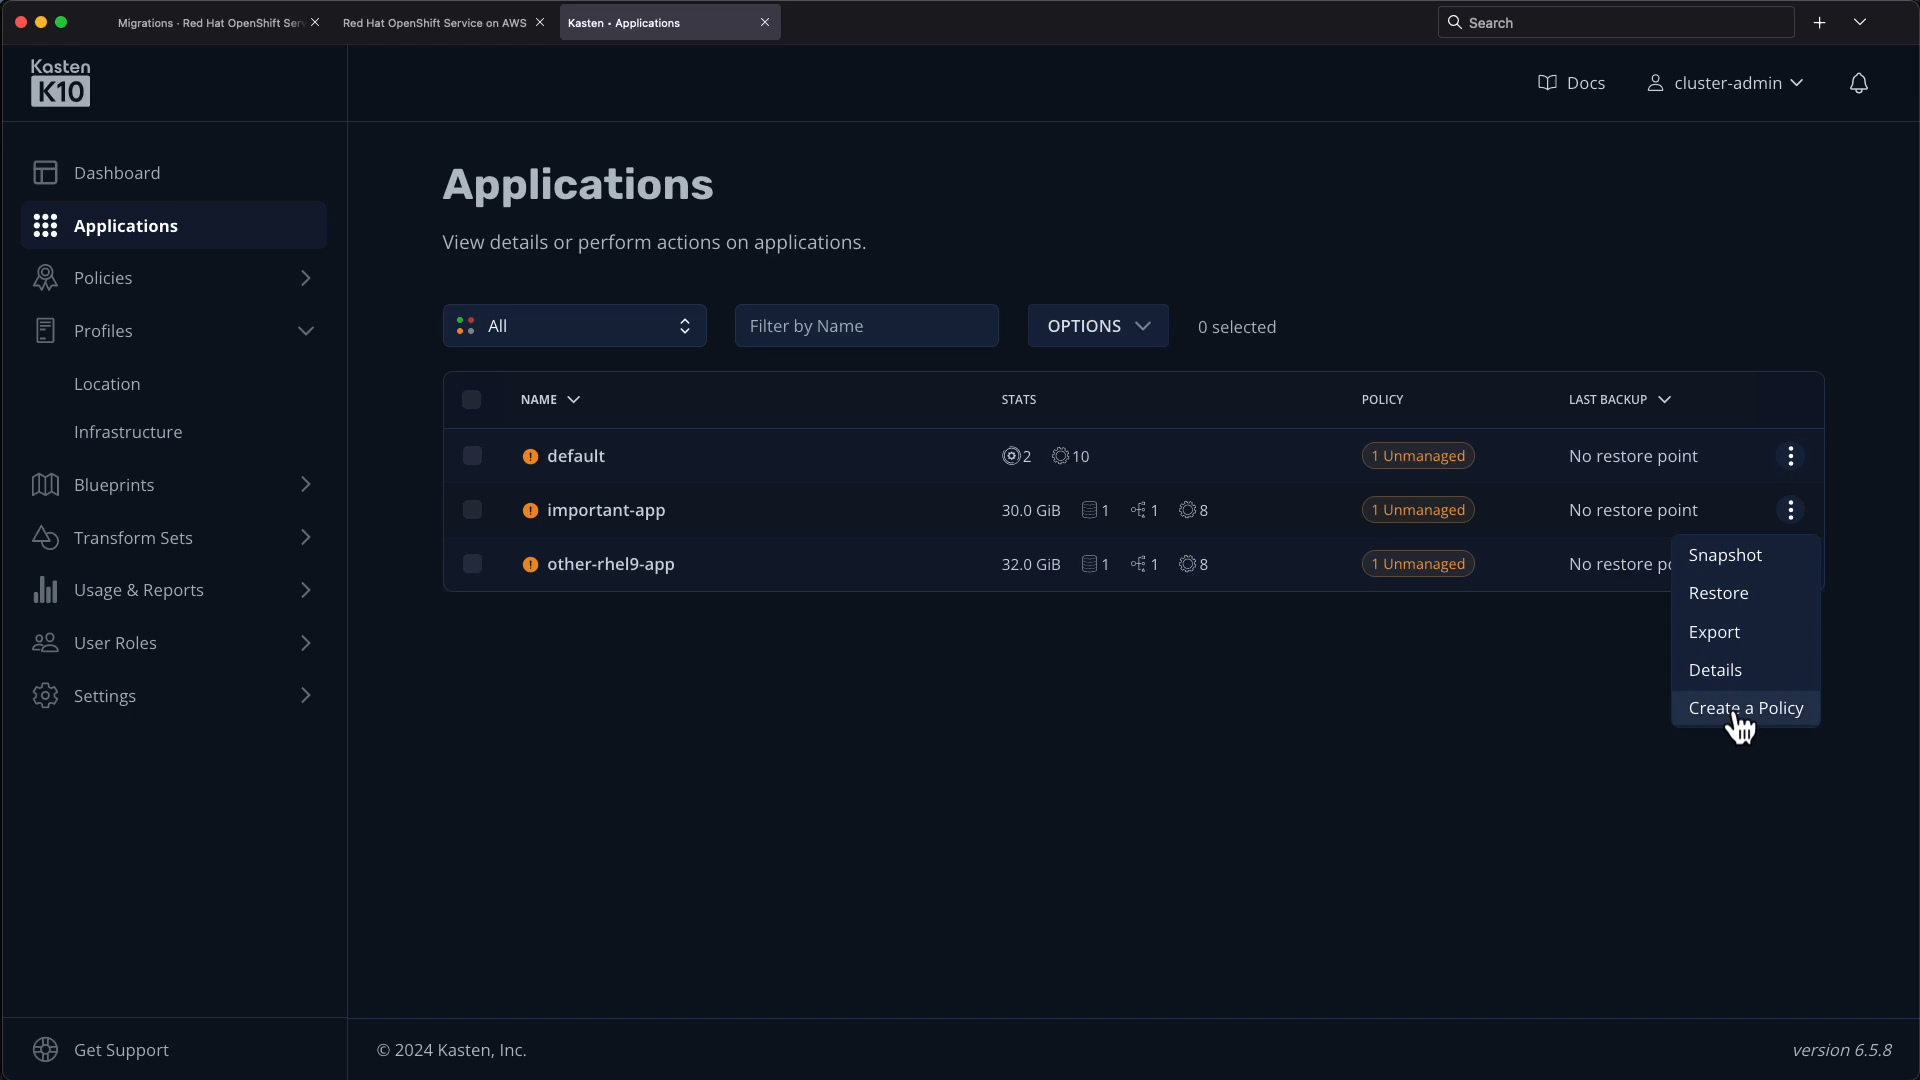 Migrations · Red Hat OpenShift Serv
Red Hat OpenShift Service on AWS
Kasten • Applications
Search
Kasten
K10
Docs
cluster-admin
Dashboard
Applications
Policies
Profiles
Location
Infrastructure
Blueprints
Transform Sets
Usage & Reports
User Roles
Settings
Get Support
Applications
View details or perform actions on applications.
All
Filter by Name
OPTIONS
0 selected
NAME STATS POLICY LAST BACKUP
default 2 10 1 Unmanaged No restore point
important-app 30.0 GiB 1 1 8 1 Unmanaged No restore point
other-rhel9-app 32.0 GiB 1 1 8 1 Unmanaged No restore
Snapshot
Restore
Export
Details
Create a Policy
© 2024 Kasten, Inc.
version 6.5.8